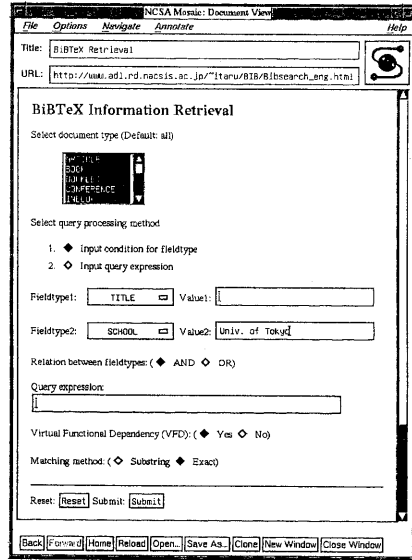 NCSA Mosaic: Document View
File Options Navigate Annotate Help
Title: BiBTeX Retrieval
URL: http://www.adl.rd.nacsis.ac.jp/~itaru/BIB/Bibsearch_eng.html
BiBTeX Information Retrieval
Select document type (Default: all)
ARTICLE
BOOK
BOOKLET
CONFERENCE
Select query processing method
1. Input condition for fieldtype
2. Input query expression
Fieldtype1: TITLE Value1:
Fieldtype2: SCHOOL Value2: Univ. of Tokyo
Relation between fieldtypes: ( AND OR)
Query expression:
Virtual Functional Dependency (VFD): ( Yes No)
Matching method: ( Substring Exact)
Reset: Reset Submit: Submit
Back Forward Home Reload Open... Save As... Clone New Window Close Window